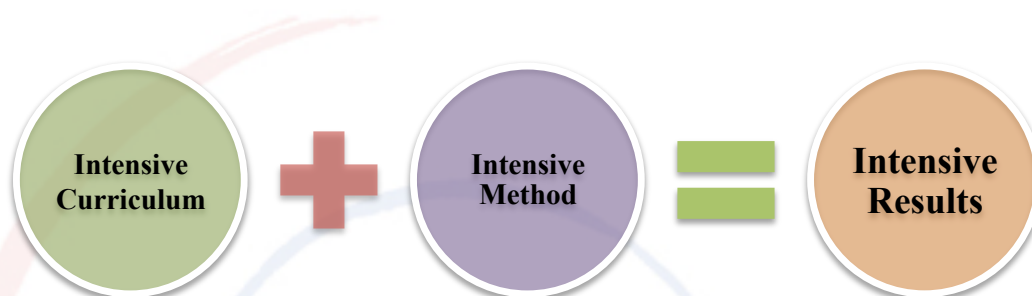 Intensive
Curriculum
Intensive
Method
Intensive
Results